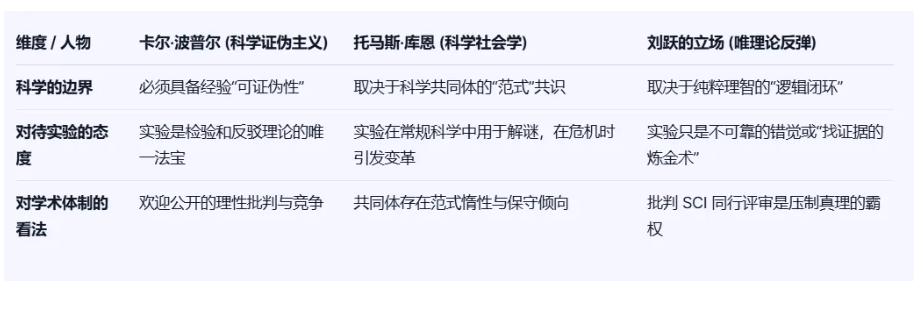 维度 / 人物 卡尔·波普尔 (科学证伪主义) 托马斯·库恩 (科学社会学) 刘跃的立场 (唯理论反弹)
科学的边界 必须具备经验“可证伪性” 取决于科学共同体的“范式”共识 取决于纯粹理智的“逻辑闭环”
对待实验的态 实验是检验和反驳理论的唯 实验在常规科学中用于解谜，在危机时 实验只是不可靠的错觉或“找证据的
度 一法宝 引发变革 炼金术”
对学术体制的 欢迎公开的理性批判与竞争 共同体存在范式惰性与保守倾向 批判 SCI 同行评审是压制真理的霸
看法 权